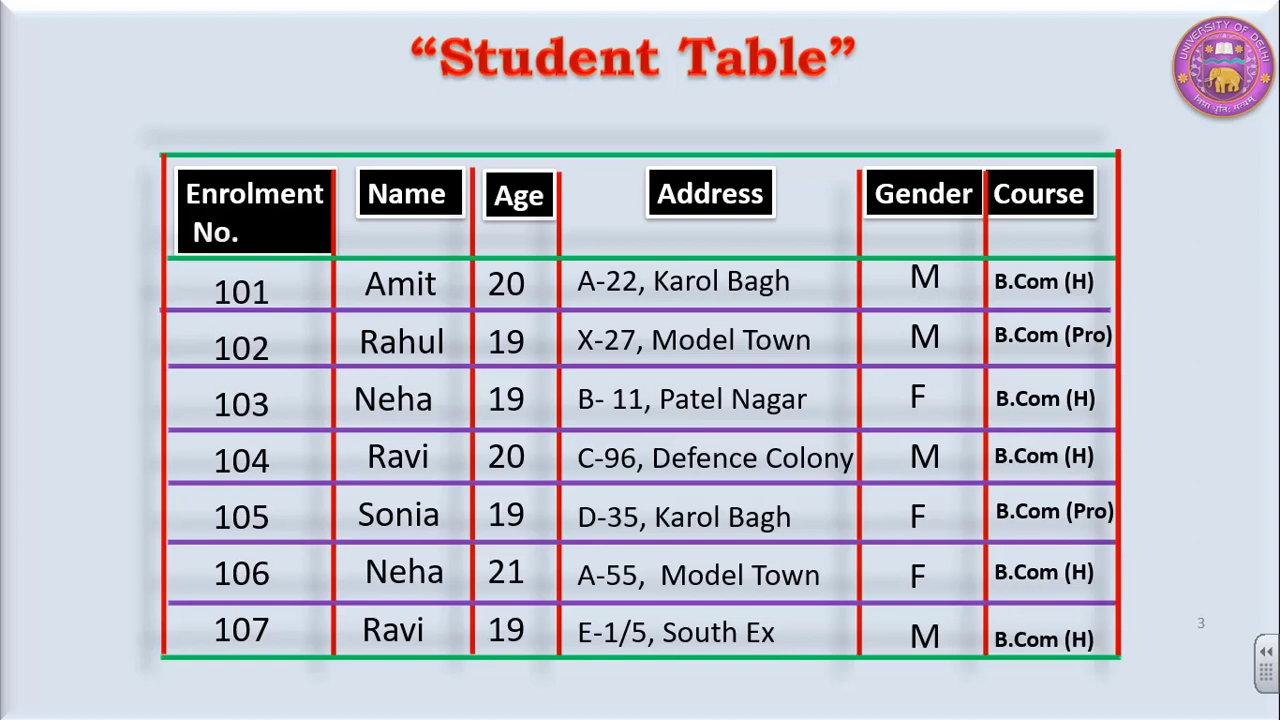 “Student Table”
UNIVERSITY OF DELHI
Enrolment No. Name Age Address Gender Course
101 Amit 20 A-22, Karol Bagh M B.Com (H)
102 Rahul 19 X-27, Model Town M B.Com (Pro)
103 Neha 19 B- 11, Patel Nagar F B.Com (H)
104 Ravi 20 C-96, Defence Colony M B.Com (H)
105 Sonia 19 D-35, Karol Bagh F B.Com (Pro)
106 Neha 21 A-55, Model Town F B.Com (H)
107 Ravi 19 E-1/5, South Ex M B.Com (H)
3